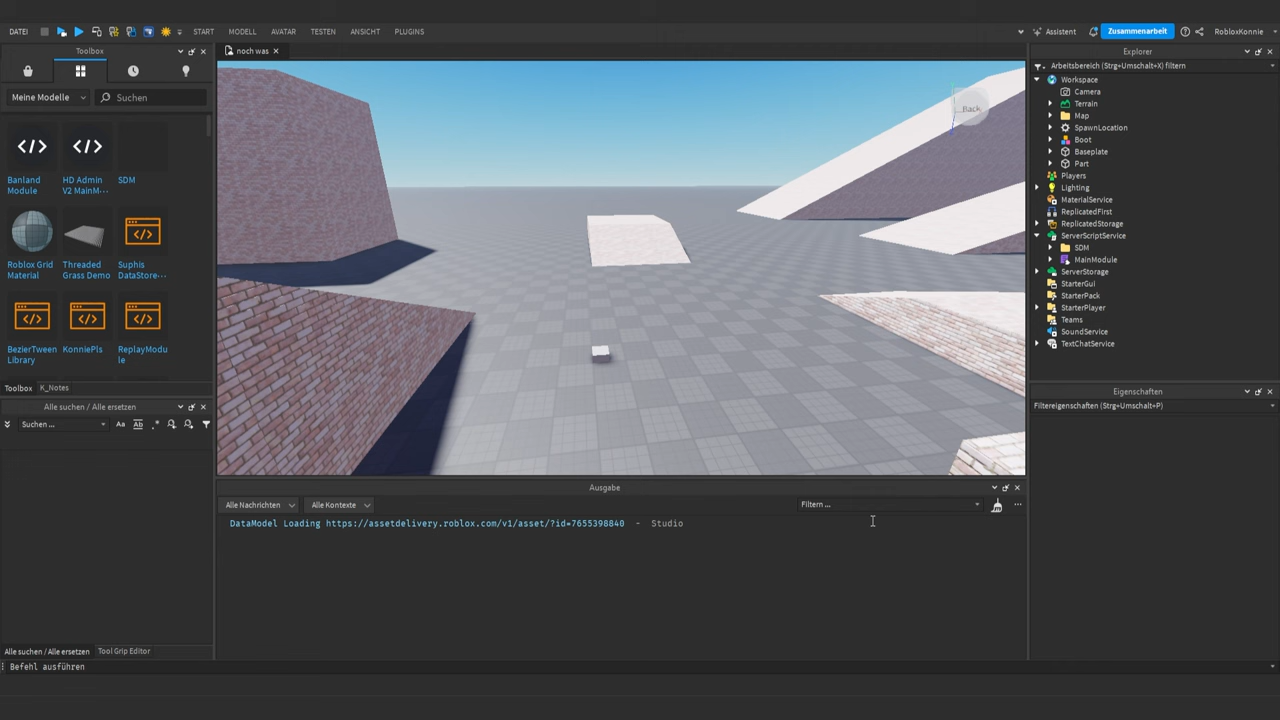 DATEI START MODELL AVATAR TESTEN ANSICHT PLUGINS Assistent Zusammenarbeit RobloxKonnie
Toolbox
noch was
Explorer
Arbeitsbereich (Strg+Umschalt+X) filtern
Meine Modelle Suchen
Back
Workspace
Camera
Terrain
Map
SpawnLocation
Boot
Baseplate
Part
Players
Lighting
MaterialService
ReplicatedFirst
ReplicatedStorage
ServerScriptService
SDM
MainModule
ServerStorage
StarterGui
StarterPack
StarterPlayer
Teams
SoundService
TextChatService
Banland Module
HD Admin V2 MainM···
SDM
Roblox Grid Material
Threaded Grass Demo
Suphis DataStore···
BezierTween Library
KonniePls
ReplayModule
Toolbox K_Notes
Alle suchen / Alle ersetzen
Suchen ... Aa Ab .*
Eigenschaften
Filtereigenschaften (Strg+Umschalt+P)
Ausgabe
Alle Nachrichten Alle Kontexte Filtern ...
DataModel Loading https://assetdelivery.roblox.com/v1/asset/?id=7655398840 - Studio
Alle suchen / Alle ersetzen Tool Grip Editor
Befehl ausführen